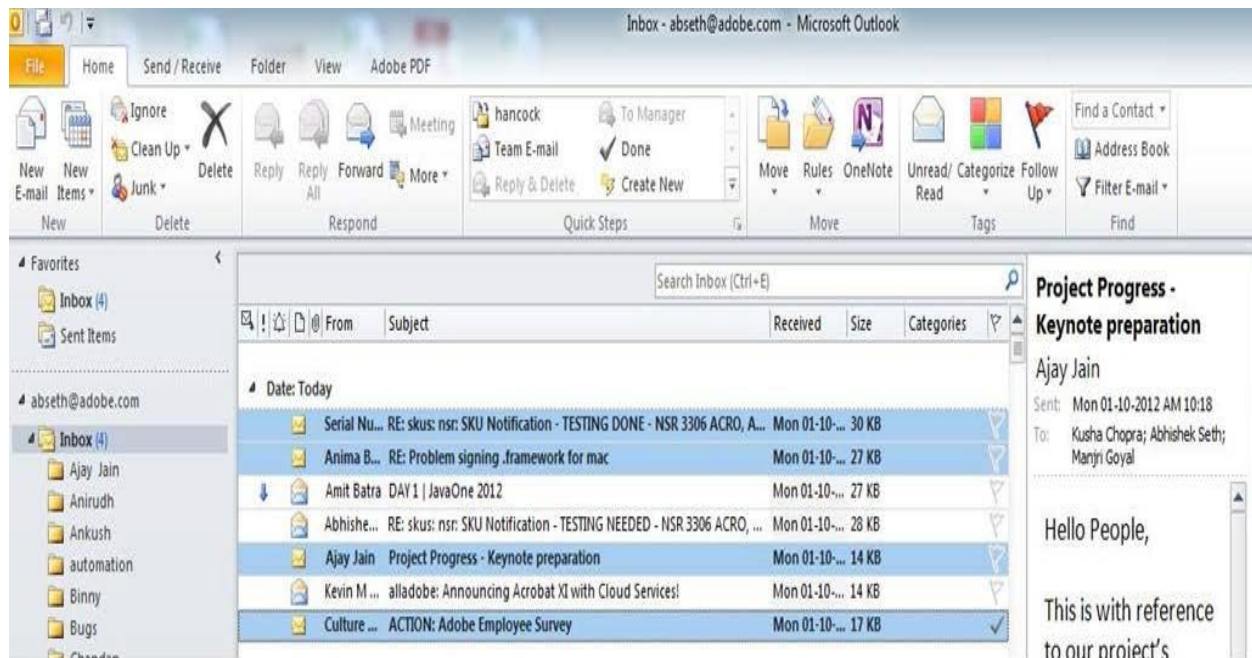 Inbox - abseth@adobe.com - Microsoft Outlook
File Home Send / Receive Folder View Adobe PDF
New E-mail
New Items
Ignore
Clean Up
Junk
Delete
Reply
Reply All
Forward
Meeting
More
hancock
Team E-mail
Reply & Delete
To Manager
Done
Create New
Move
Rules
OneNote
Unread/ Read
Categorize
Follow Up
Find a Contact
Address Book
Filter E-mail
New Delete Respond Quick Steps Move Tags Find
Favorites
Inbox (4)
Sent Items
abseth@adobe.com
Inbox (4)
Ajay Jain
Anirudh
Ankush
automation
Binny
Bugs
Chandan
Search Inbox (Ctrl+E)
! From Subject Received Size Categories
Date: Today
Serial Nu... RE: skus: nsr: SKU Notification - TESTING DONE - NSR 3306 ACRO, A... Mon 01-10-... 30 KB
Anima B... RE: Problem signing .framework for mac Mon 01-10-... 27 KB
Amit Batra DAY 1 | JavaOne 2012 Mon 01-10-... 27 KB
Abhishe... RE: skus: nsr: SKU Notification - TESTING NEEDED - NSR 3306 ACRO, ... Mon 01-10-... 28 KB
Ajay Jain Project Progress - Keynote preparation Mon 01-10-... 14 KB
Kevin M ... alladobe: Announcing Acrobat XI with Cloud Services! Mon 01-10-... 14 KB
Culture ... ACTION: Adobe Employee Survey Mon 01-10-... 17 KB
Project Progress -
Keynote preparation
Ajay Jain
Sent: Mon 01-10-2012 AM 10:18
To: Kusha Chopra; Abhishek Seth;
Manjri Goyal
Hello People,
This is with reference
to our project's